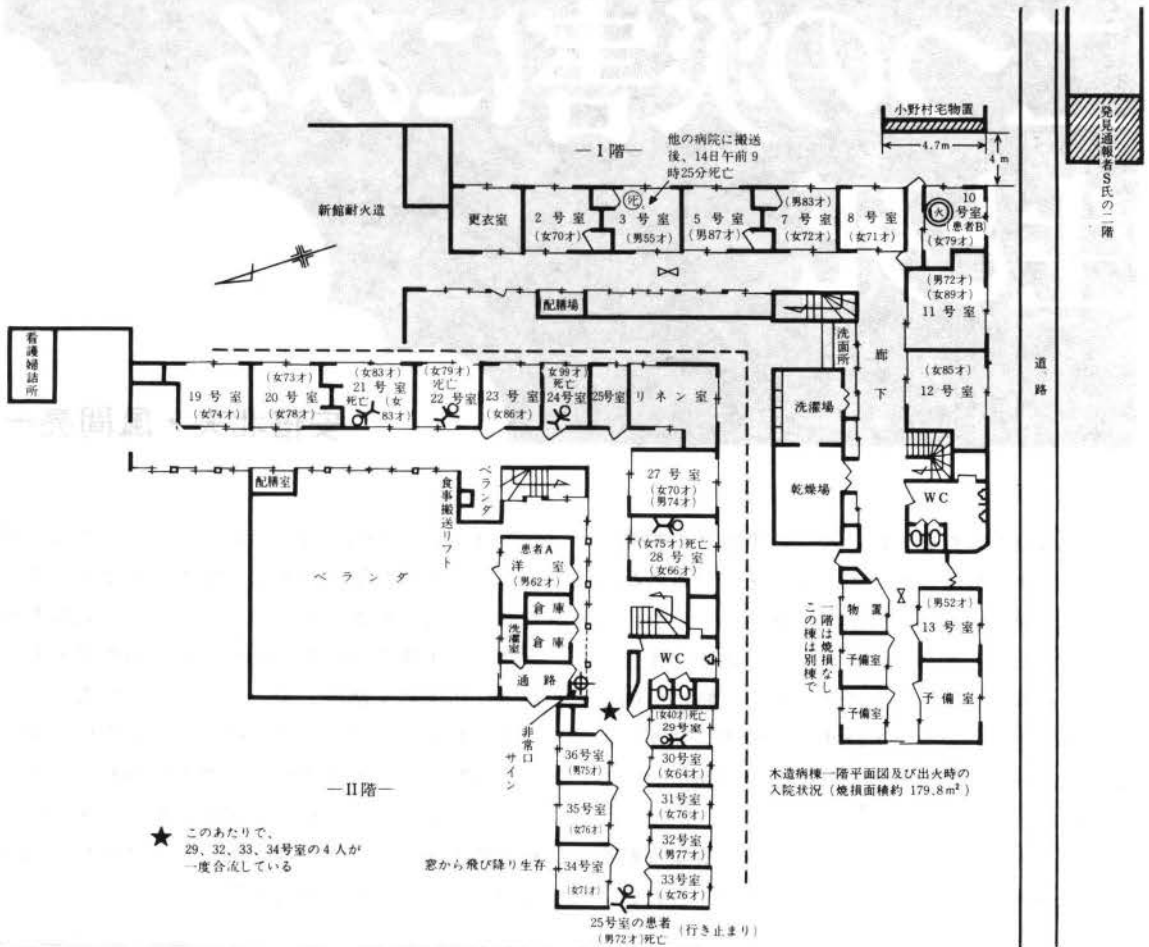 小野村宅物置
4.7m
4m
発見通報者S氏の二階
道路
―I階―
他の病院に搬送
後、14日午前9
時25分死亡
新館耐火造
更衣室
2号室
(女70才)
死
3号室
(男55才)
5号室
(男87才)
(男83才)
7号室
(女72才)
8号室
(女71才)
火
10
号室
(患者B)
(女79才)
(男72才)
(女89才)
11号室
(女85才)
12号室
配膳場
洗面所
廊下
洗濯場
乾燥場
WC
物置
予備室
予備室
(男52才)
13号室
予備室
一階は焼損なし
この棟は別棟で
木造病棟一階平面図及び出火時の
入院状況(焼損面積約179.8m²)
看護婦詰所
19号室
(女74才)
(女73才)
20号室
(女78才)
(女83才)
21号室
死亡
(女
83才)
(女79才)
死亡
22号室
23号室
(女86才)
(女99才)
死亡
24号室
25号室
リネン室
配膳室
食事搬送リフト
ベランダ
ベランダ
27号室
(女70才)
(男74才)
(女75才)死亡
28号室
(女66才)
患者A
洋室
(男62才)
倉庫
倉庫
洗濯室
通路
非常口
サイン
WC
(女40才)死亡
29号室
30号室
(女64才)
31号室
(女76才)
32号室
(男77才)
33号室
(女76才)
36号室
(男75才)
35号室
(女76才)
34号室
(女71才)
―II階―
★ このあたりで、
29、32、33、34号室の4人が
一度合流している
窓から飛び降り生存
25号室の患者
(男72才)死亡
(行き止まり)